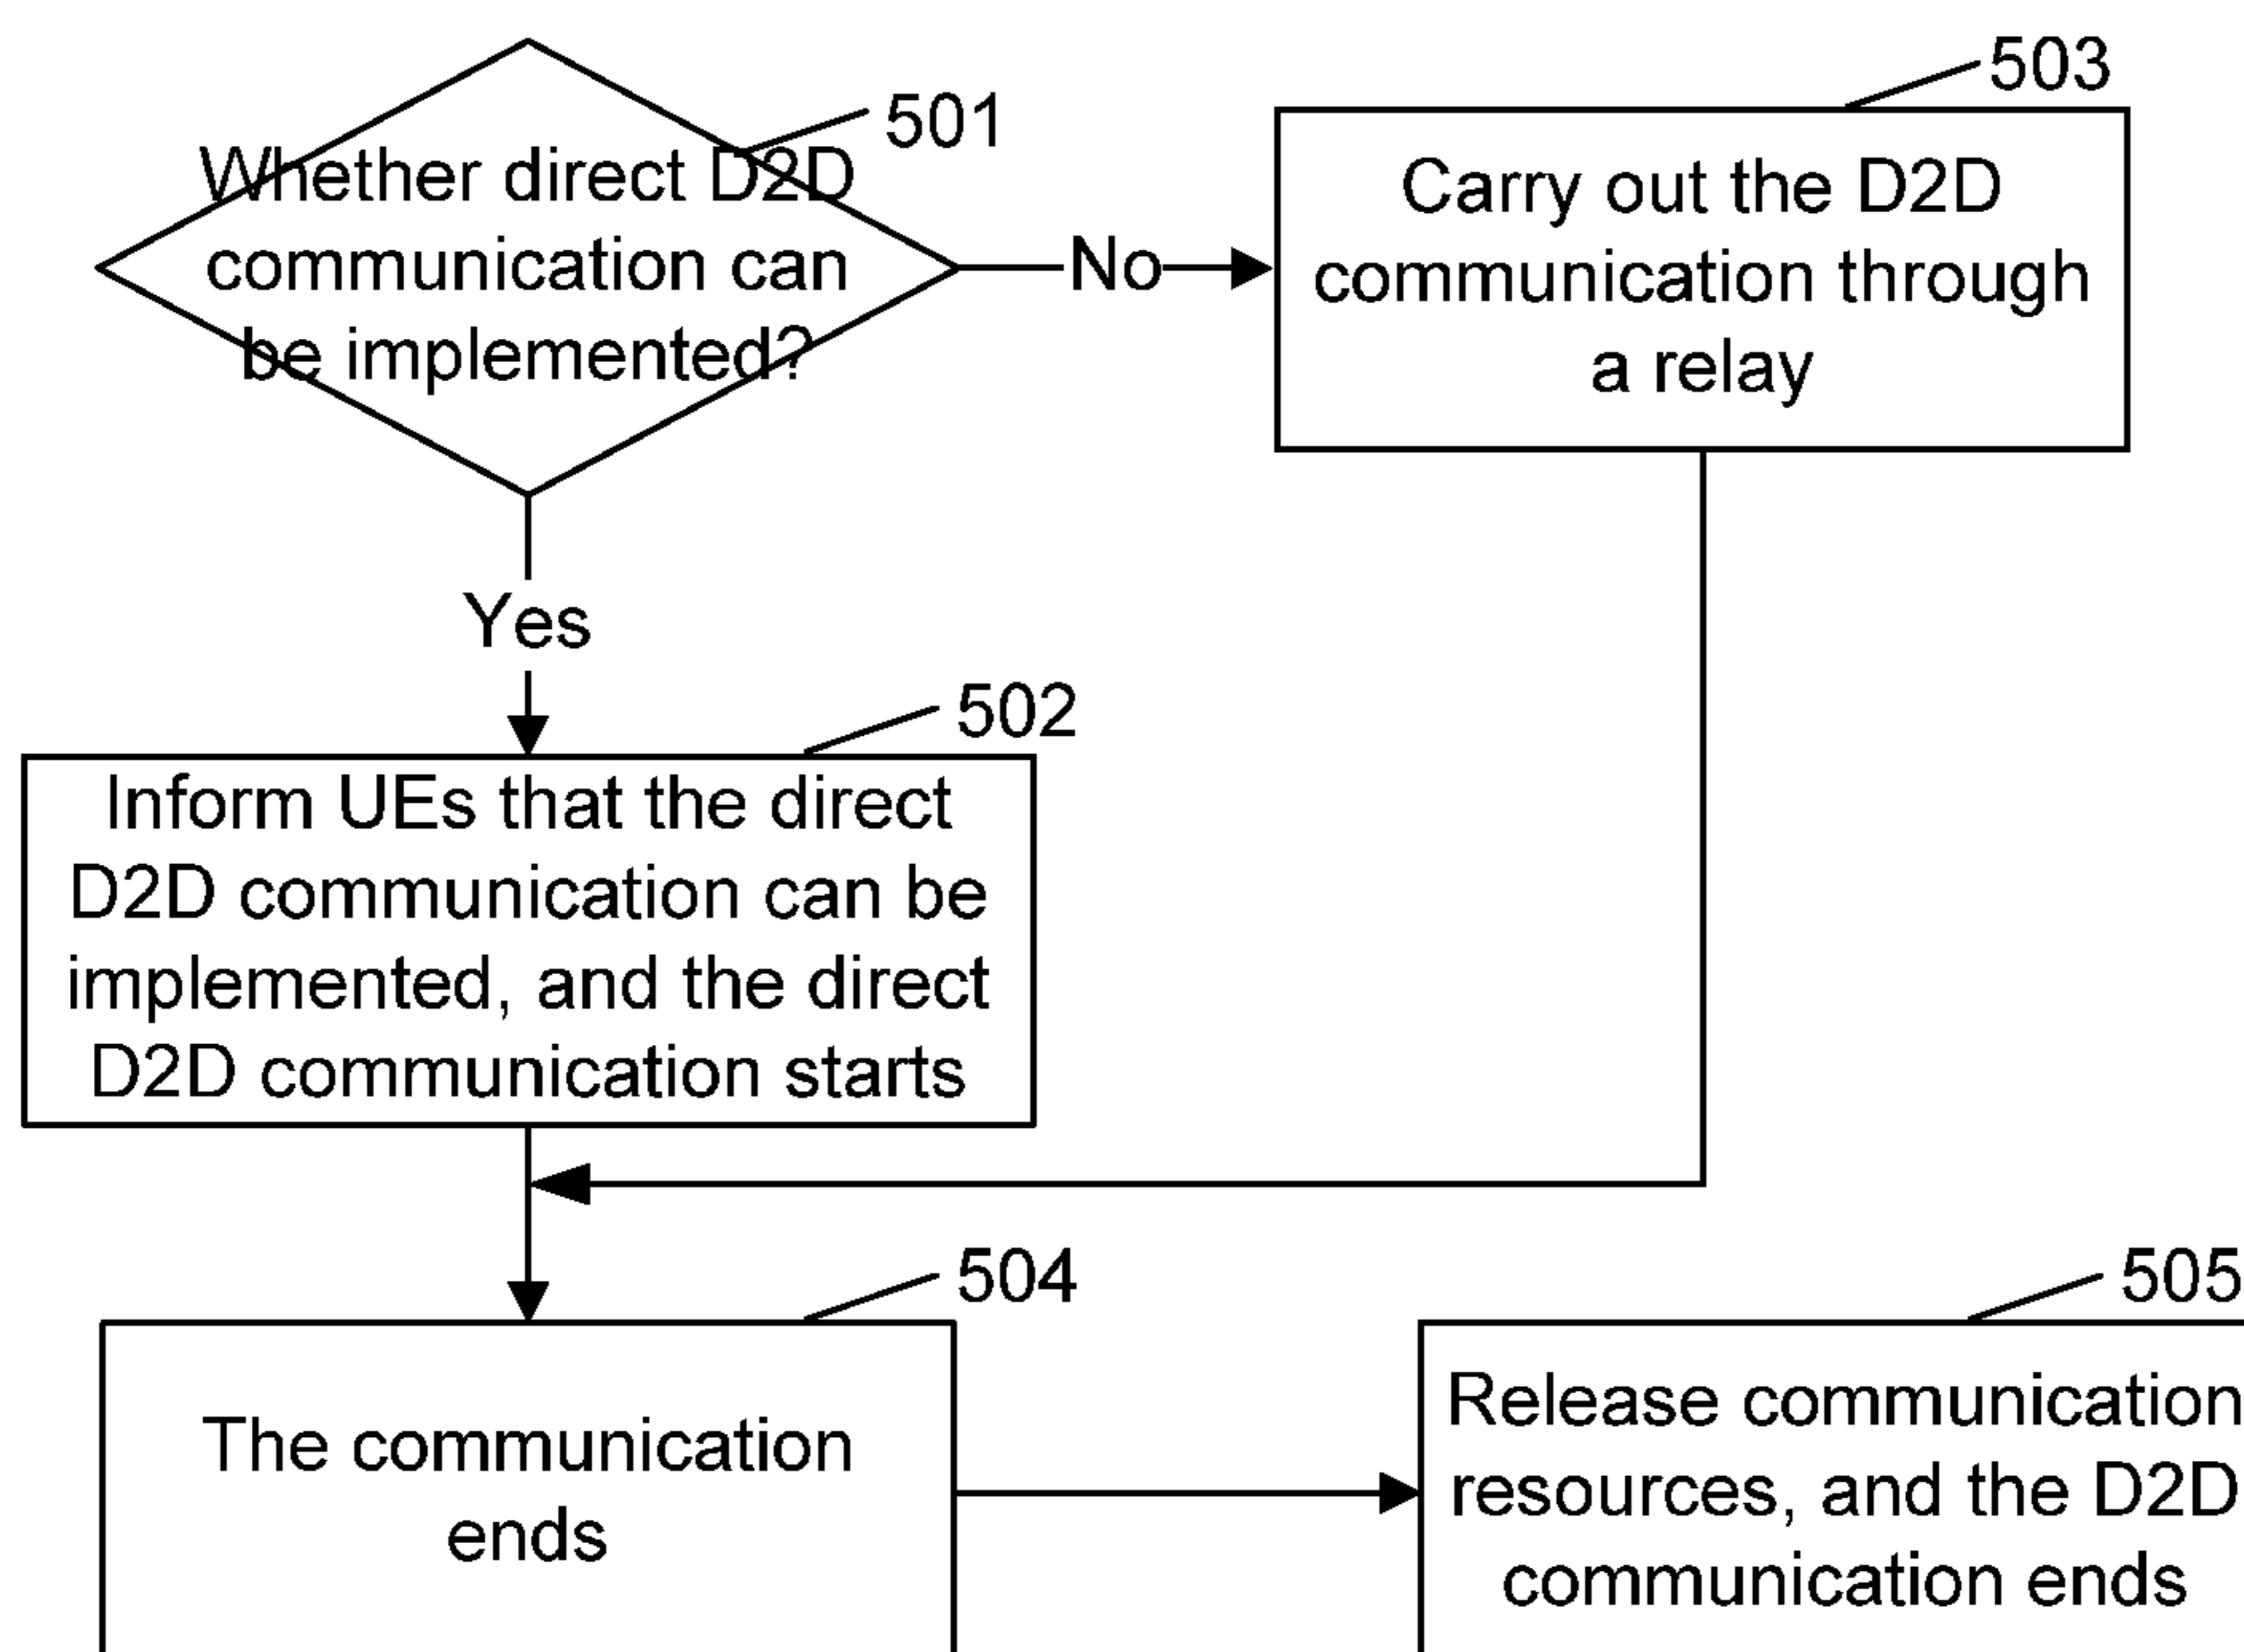 501
Whether direct D2D
communication can
be implemented?
No
503
Carry out the D2D
communication through
a relay
Yes
502
Inform UEs that the direct
D2D communication can be
implemented, and the direct
D2D communication starts
504
The communication
ends
505
Release communication
resources, and the D2D
communication ends